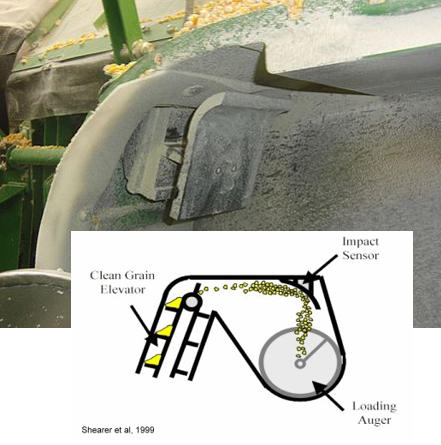 Impact
Sensor
Clean Grain
Elevator
Loading
Auger
Shearer et al, 1999